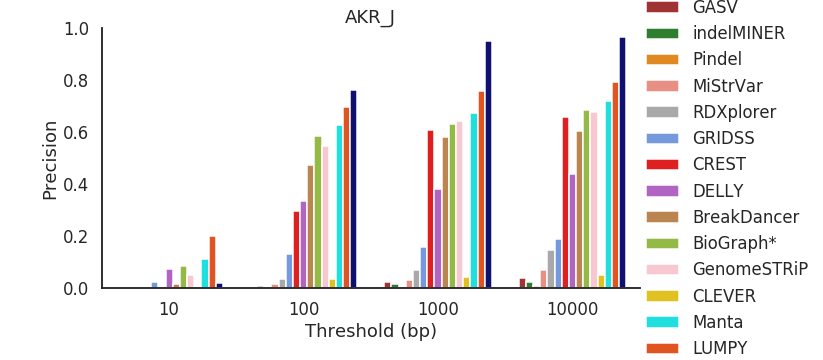 AKR_J
Precision
1.0
0.8
0.6
0.4
0.2
0.0
10 100 1000 10000
Threshold (bp)
GASV
indelMINER
Pindel
MiStrVar
RDXplorer
GRIDSS
CREST
DELLY
BreakDancer
BioGraph*
GenomeSTRiP
CLEVER
Manta
LUMPY